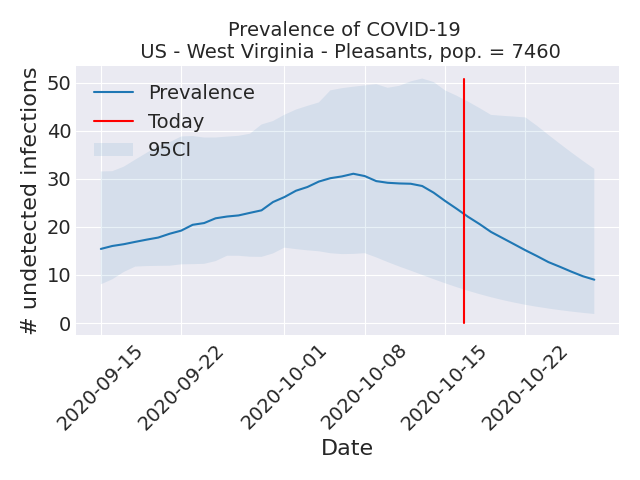 Prevalence of COVID-19
US - West Virginia - Pleasants, pop. = 7460
# undetected infections
50
40
30
20
10
0
Prevalence
Today
95CI
2020-09-15
2020-09-22
2020-10-01
2020-10-08
2020-10-15
2020-10-22
Date